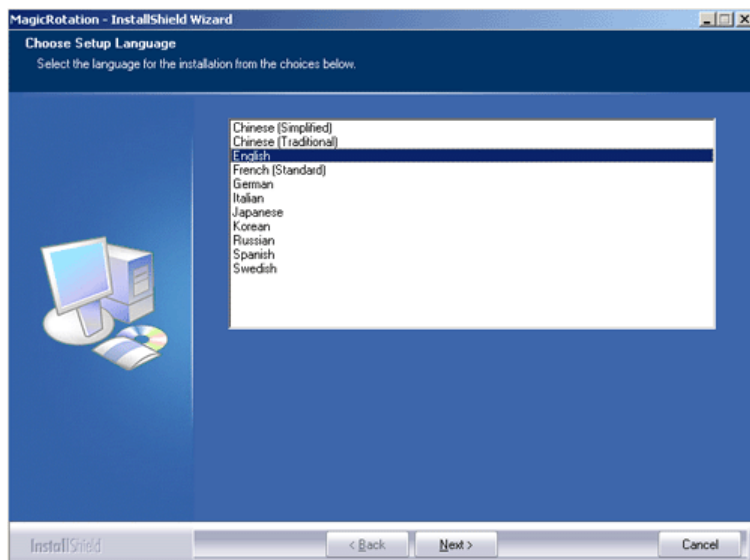 MagicRotation - InstallShield Wizard
Choose Setup Language
Select the language for the installation from the choices below.
Chinese (Simplified)
Chinese (Traditional)
English
French (Standard)
German
Italian
Japanese
Korean
Russian
Spanish
Swedish
InstallShield
< Back
Next >
Cancel